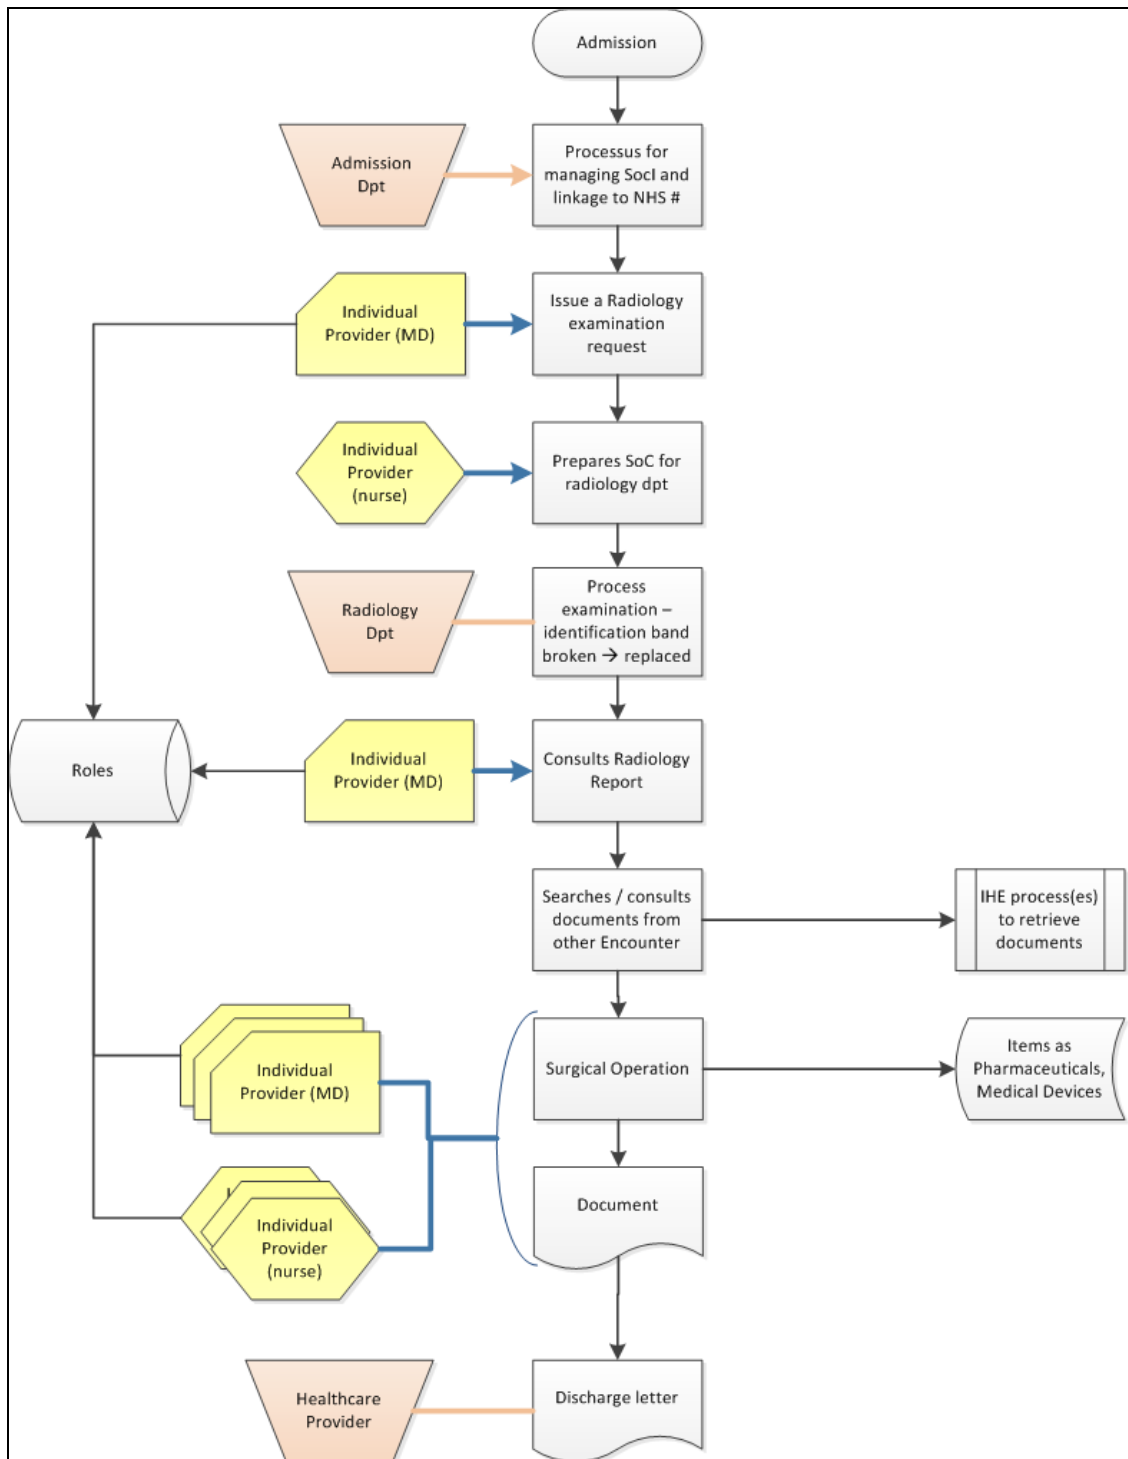 Admission
Admission
Dpt
Processus for
managing SocI and
linkage to NHS #
Individual
Provider (MD)
Issue a Radiology
examination
request
Individual
Provider
(nurse)
Prepares SoC for
radiology dpt
Radiology
Dpt
Process
examination –
identification band
broken → replaced
Roles
Individual
Provider (MD)
Consults Radiology
Report
Searches / consults
documents from
other Encounter
IHE process(es)
to retrieve
documents
Individual
Provider (MD)
Surgical Operation
Items as
Pharmaceuticals,
Medical Devices
Individual
Provider
(nurse)
Document
Healthcare
Provider
Discharge letter